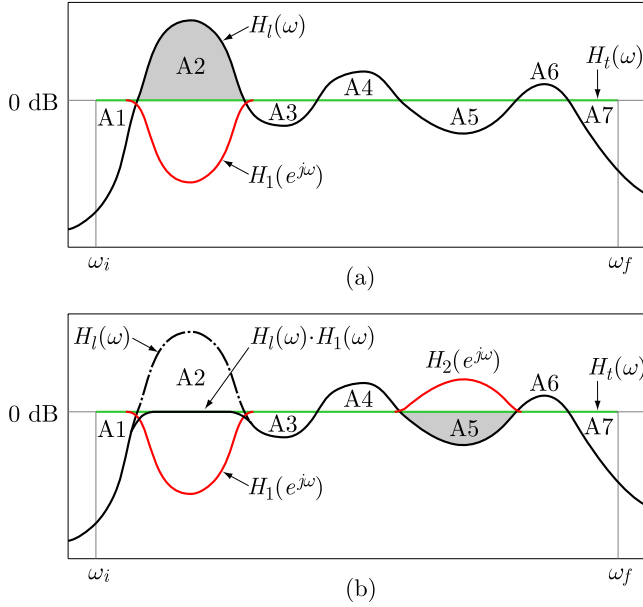 H_l(ω)
A2
A6
H_t(ω)
0 dB
A1
A3
A4
A5
A7
H_1(e^{jω})
ω_i
ω_f
(a)
H_l(ω)
H_l(ω)·H_1(ω)
H_2(e^{jω})
H_t(ω)
A2
A6
0 dB
A1
A3
A4
A5
A7
H_1(e^{jω})
ω_i
ω_f
(b)